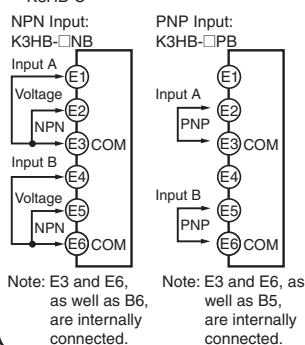 NPN Input:
K3HB-□NB
Input A
E1
Voltage
E2
NPN
E3 COM
Input B
E4
Voltage
E5
NPN
E6 COM
Note: E3 and E6,
as well as B6,
are internally
connected.
PNP Input:
K3HB-□PB
E1
Input A
E2
PNP
E3 COM
E4
Input B
E5
PNP
E6 COM
Note: E3 and E6, as
well as B5,
are internally
connected.